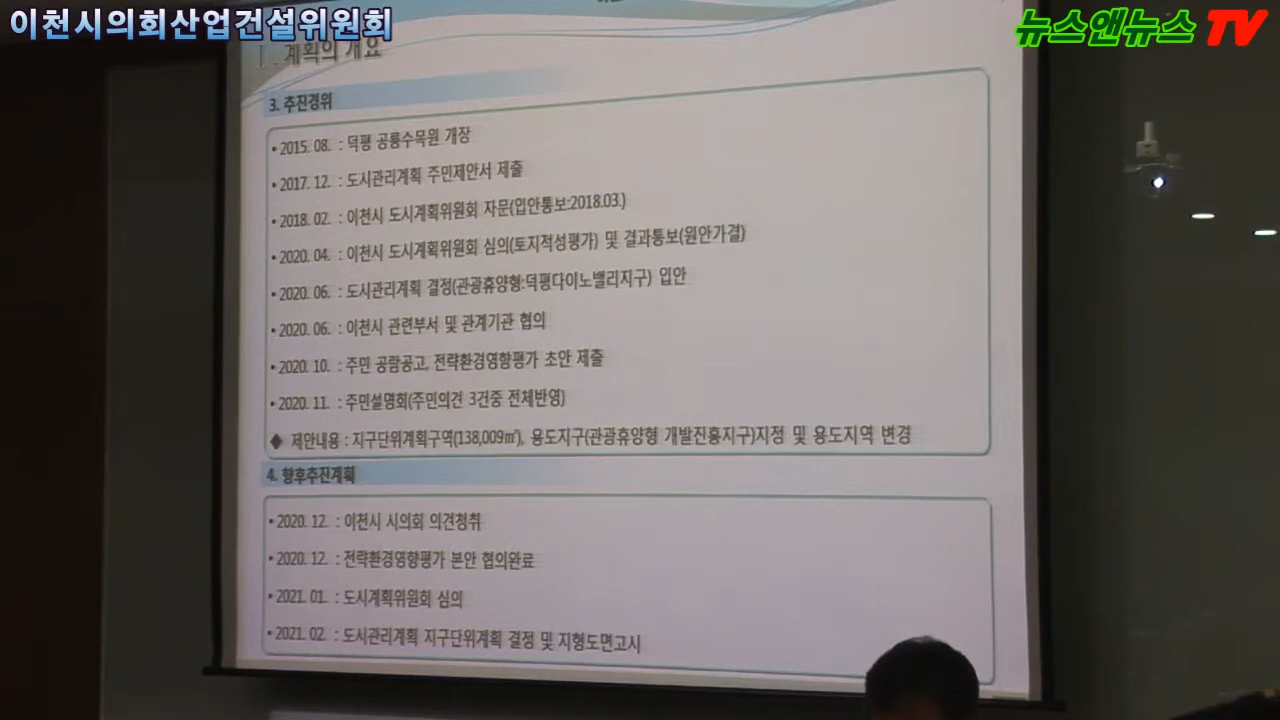 이천시의회산업건설위원회
뉴스앤뉴스 TV
Ⅰ. 계획의 개요
3. 추진경위
• 2015. 08. : 덕평 공룡수목원 개장
• 2017. 12. : 도시관리계획 주민제안서 제출
• 2018. 02. : 이천시 도시계획위원회 자문(입안통보:2018.03.)
• 2020. 04. : 이천시 도시계획위원회 심의(토지적성평가) 및 결과통보(원안가결)
• 2020. 06. : 도시관리계획 결정(관광휴양형:덕평다이노밸리지구) 입안
• 2020. 06. : 이천시 관련부서 및 관계기관 협의
• 2020. 10. : 주민 공람공고, 전략환경영향평가 초안 제출
• 2020. 11. : 주민설명회(주민의견 3건중 전체반영)
◆ 제안내용 : 지구단위계획구역(138,009㎡), 용도지구(관광휴양형 개발진흥지구)지정 및 용도지역 변경
4. 향후추진계획
• 2020. 12. : 이천시 시의회 의견청취
• 2020. 12. : 전략환경영향평가 본안 협의완료
• 2021. 01. : 도시계획위원회 심의
• 2021. 02. : 도시관리계획 지구단위계획 결정 및 지형도면고시